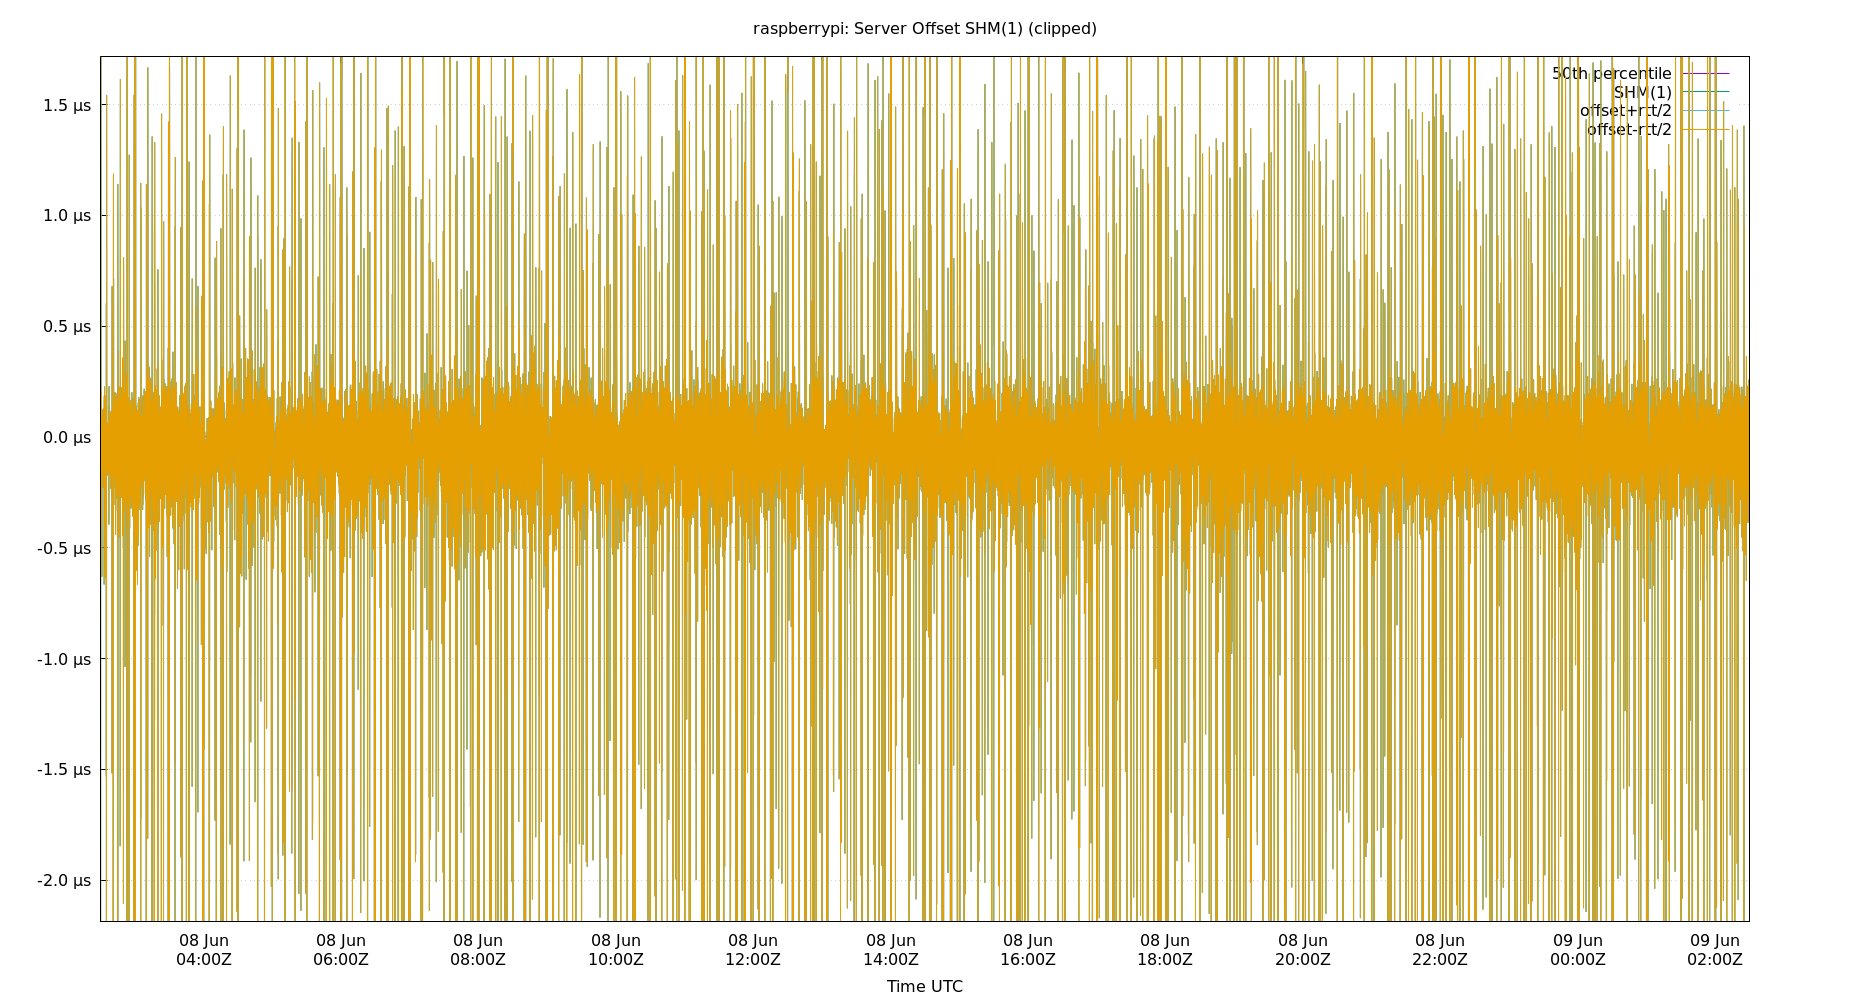 raspberrypi: Server Offset SHM(1) (clipped)
50th percentile
SHM(1)
offset+rtt/2
offset-rtt/2
1.5 µs
1.0 µs
0.5 µs
0.0 µs
-0.5 µs
-1.0 µs
-1.5 µs
-2.0 µs
08 Jun 08 Jun 08 Jun 08 Jun 08 Jun 08 Jun 08 Jun 08 Jun 08 Jun 08 Jun 09 Jun 09 Jun
04:00Z 06:00Z 08:00Z 10:00Z 12:00Z 14:00Z 16:00Z 18:00Z 20:00Z 22:00Z 00:00Z 02:00Z
Time UTC